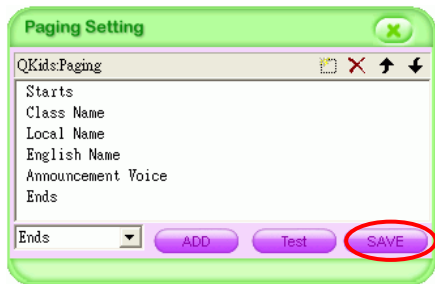 Paging Setting
QKids:Paging
Starts
Class Name
Local Name
English Name
Announcement Voice
Ends
Ends ADD Test SAVE